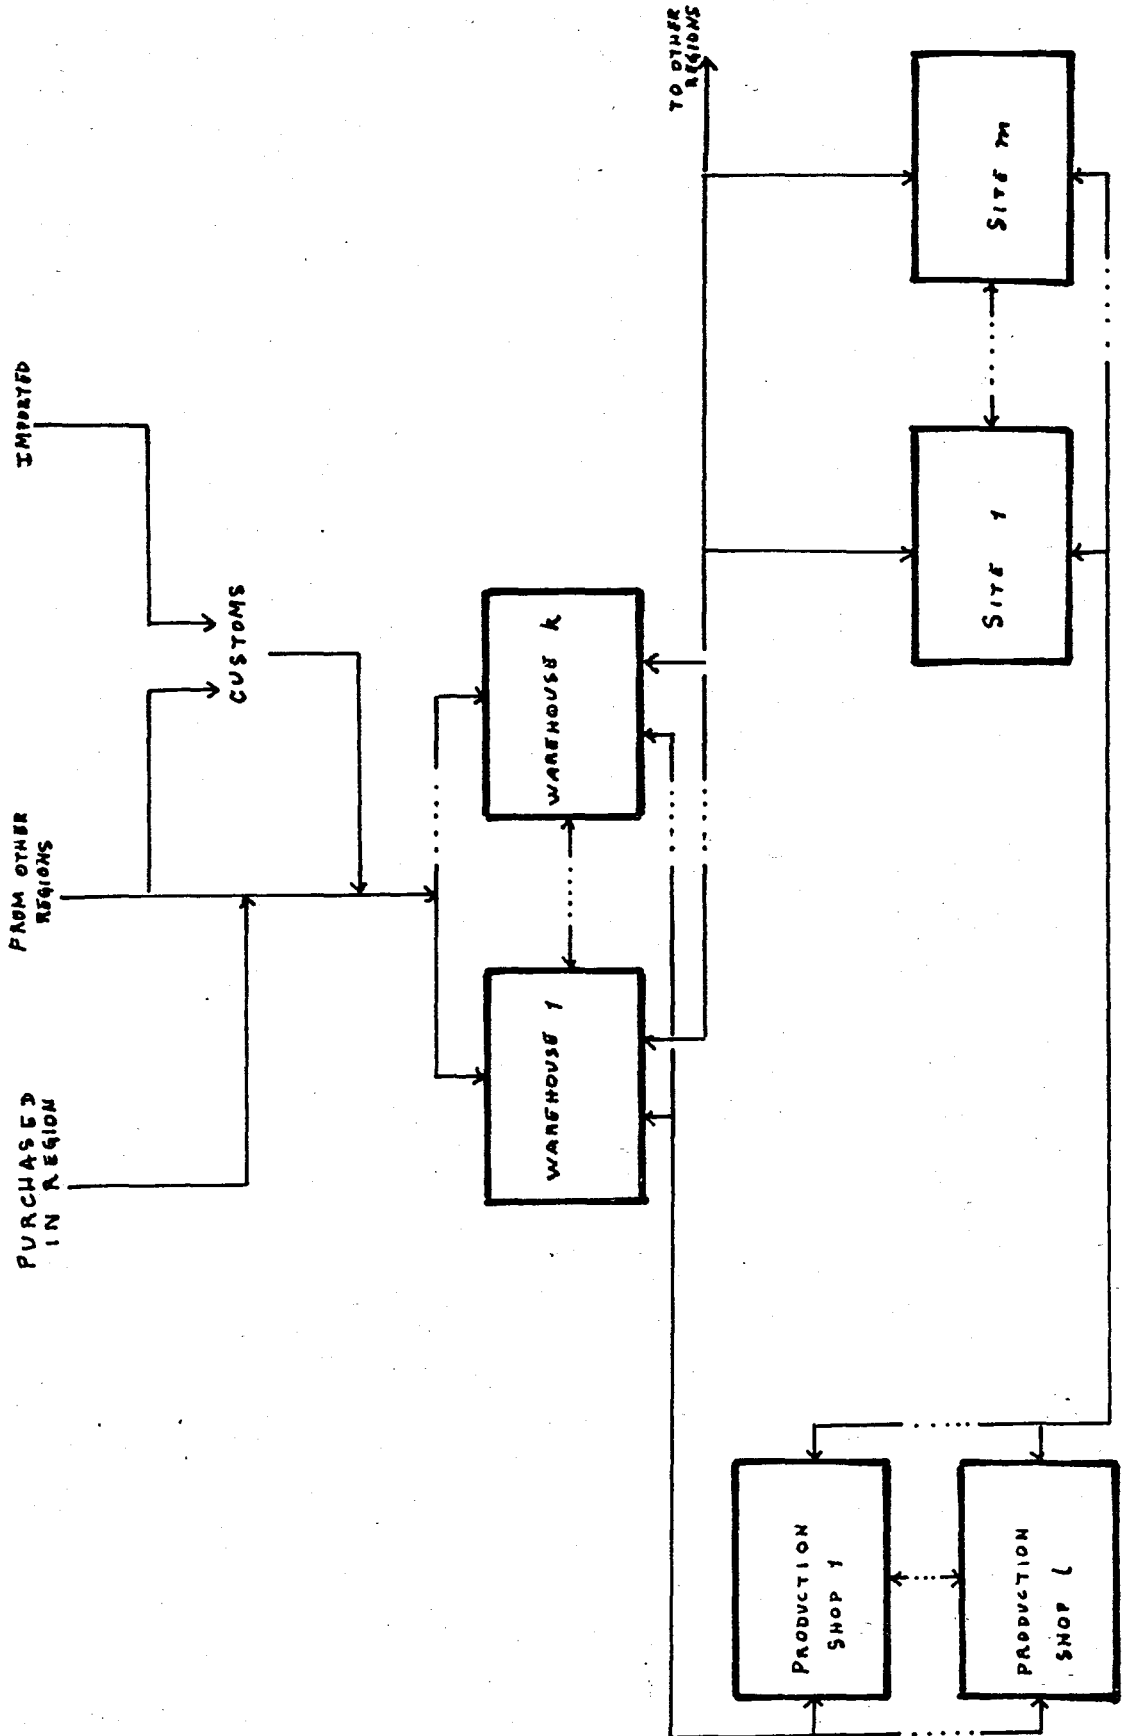 PURCHASED
IN REGION
FROM OTHER
REGIONS
IMPORTED
CUSTOMS
WAREHOUSE 1
WAREHOUSE k
TO OTHER
REGIONS
PRODUCTION
SHOP 1
PRODUCTION
SHOP l
SITE 1
SITE m